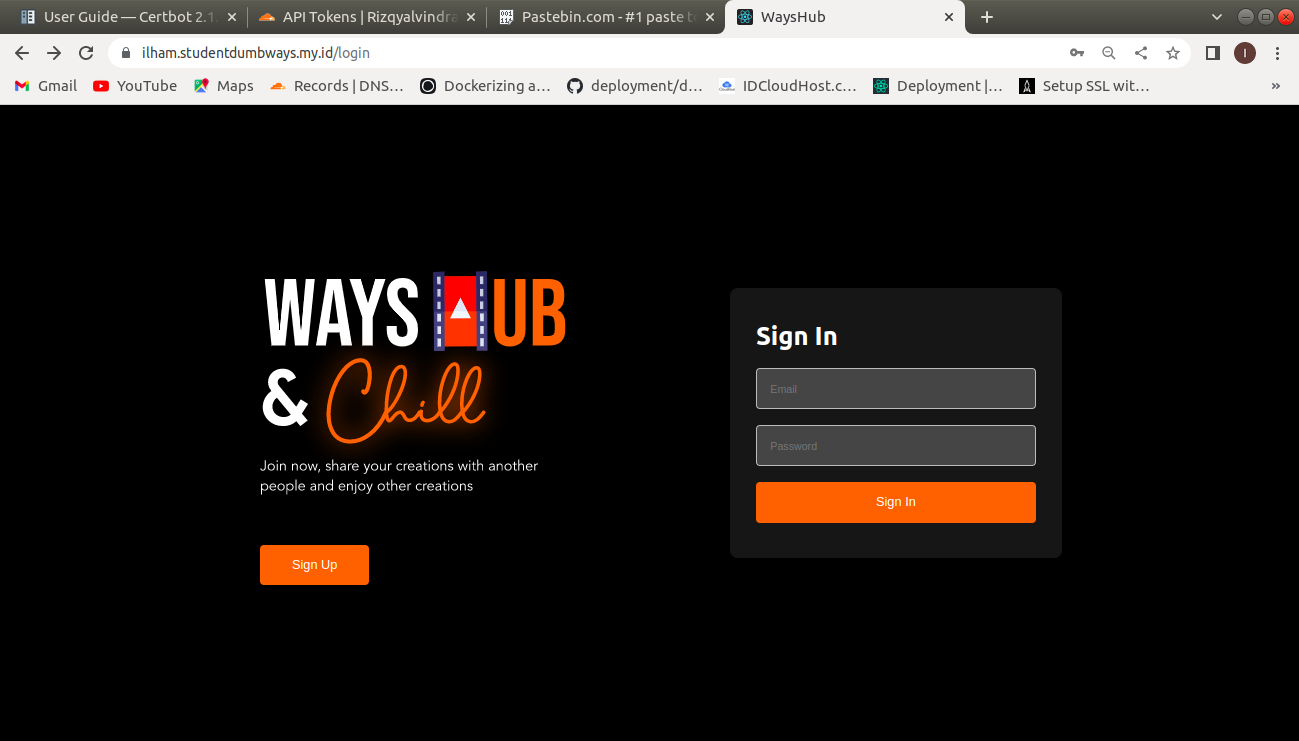 User Guide — Certbot 2.1.
API Tokens | Rizqyalvindra
Pastebin.com - #1 paste to
WaysHub
ilham.studentdumbways.my.id/login
I
Gmail
YouTube
Maps
Records | DNS…
Dockerizing a…
deployment/d…
IDCloudHost.c…
Deployment |…
Setup SSL wit…
»
WAYS HUB
& Chill
Join now, share your creations with another
people and enjoy other creations
Sign Up
Sign In
Email
Password
Sign In